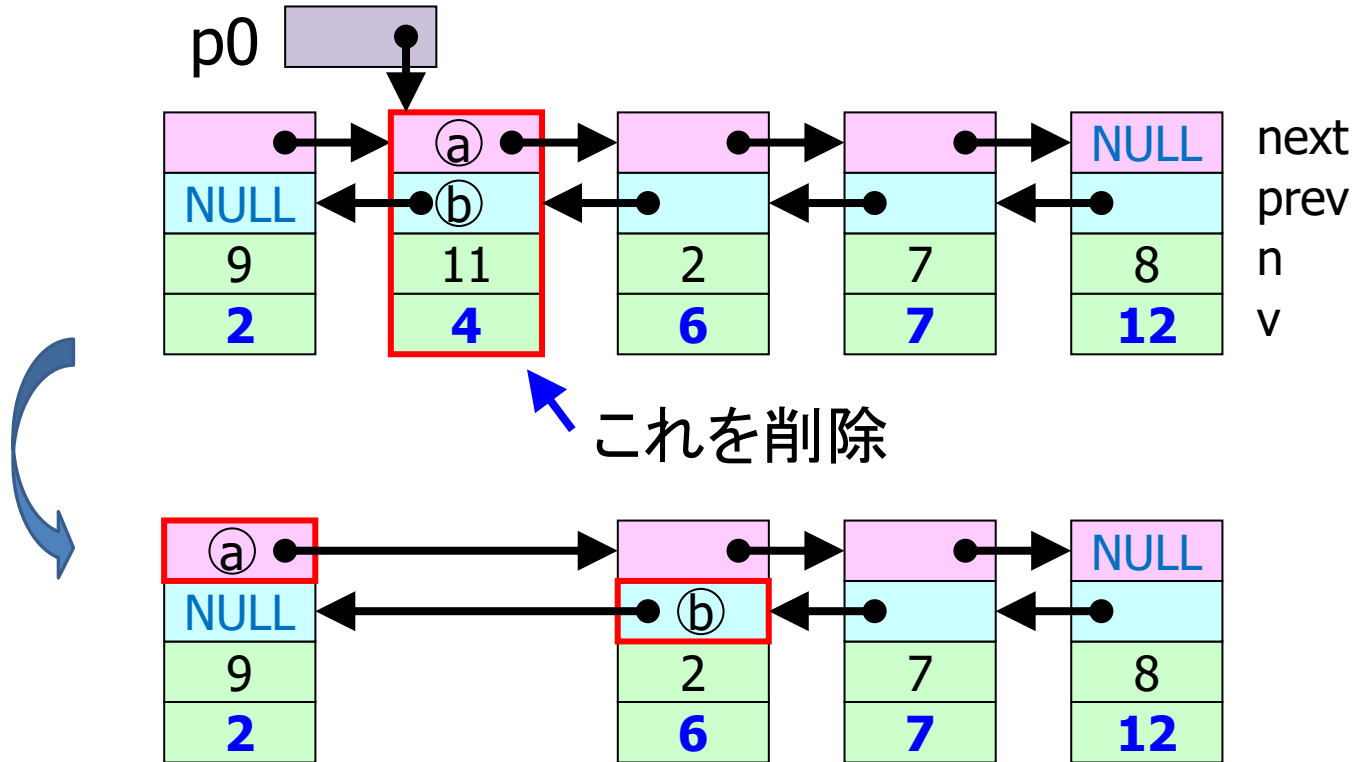 p0
ⓐ NULL next
NULL ⓑ prev
9 11 2 7 8 n
2 4 6 7 12 v
これを削除
ⓐ NULL
NULL ⓑ
9 2 7 8
2 6 7 12